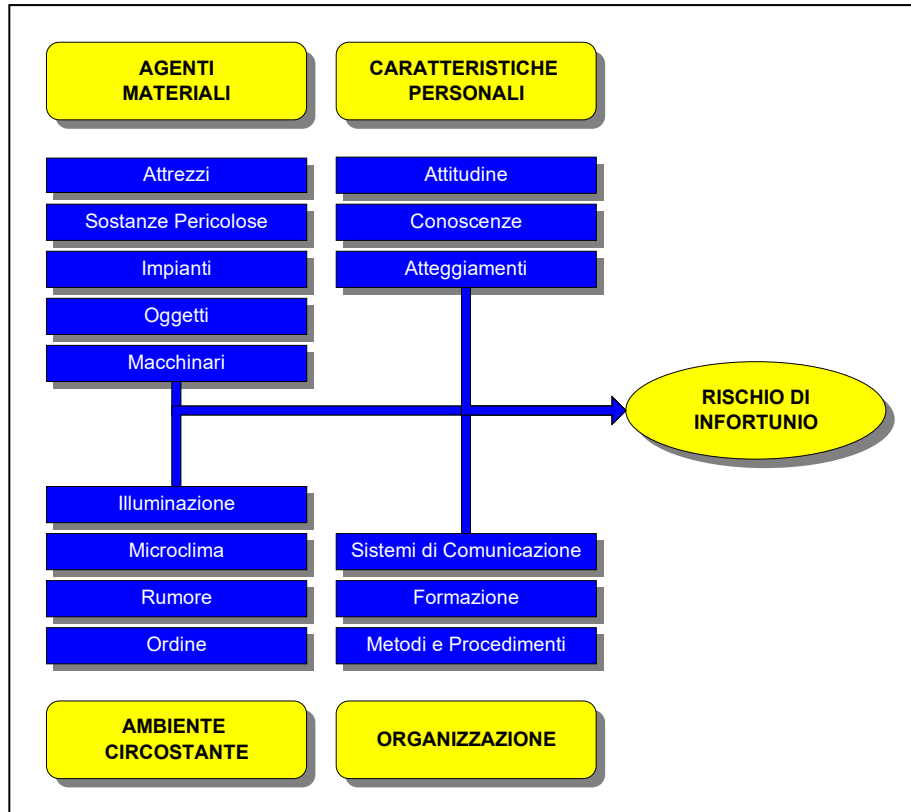 AGENTI
MATERIALI
CARATTERISTICHE
PERSONALI
Attrezzi
Sostanze Pericolose
Impianti
Oggetti
Macchinari
Attitudine
Conoscenze
Atteggiamenti
RISCHIO DI
INFORTUNIO
Illuminazione
Microclima
Rumore
Ordine
Sistemi di Comunicazione
Formazione
Metodi e Procedimenti
AMBIENTE
CIRCOSTANTE
ORGANIZZAZIONE